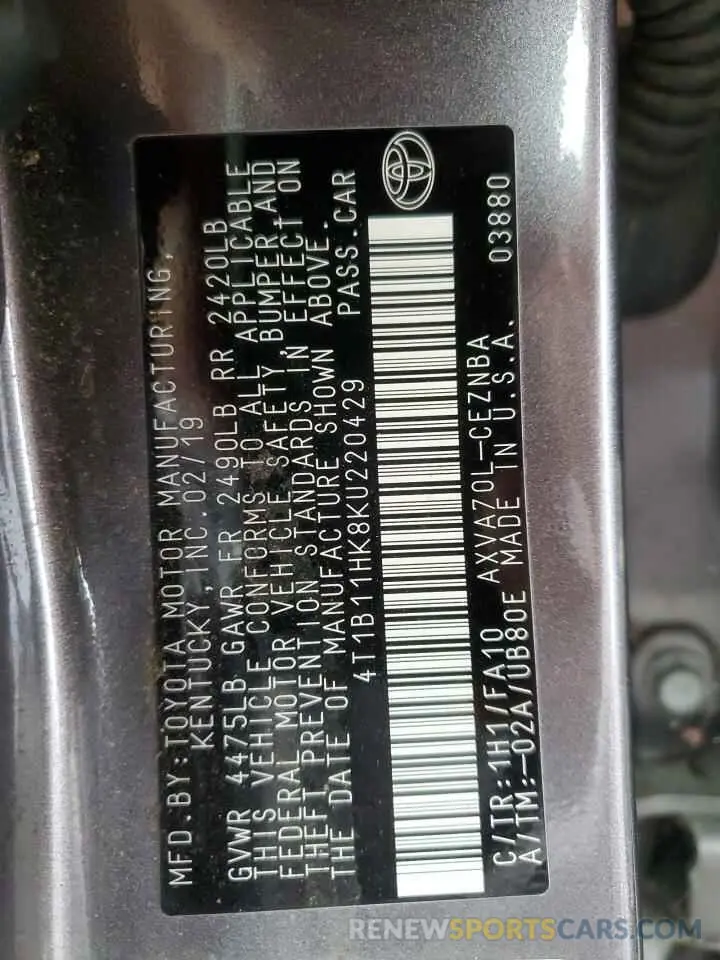 MFD.BY:TOYOTA MOTOR MANUFACTURING,
KENTUCKY,INC.02/19
GVWR 4475LB GAWR FR 2490LB RR 2420LB
THIS VEHICLE CONFORMS TO ALL APPLICABLE
FEDERAL MOTOR VEHICLE SAFETY,BUMPER,AND
THEFT PREVENTION STANDARDS IN EFFECT ON
THE DATE OF MANUFACTURE SHOWN ABOVE.
4T1B11HK8KU220429 PASS.CAR
C/TR:1H1/FA10 AXVA70L-CEZNBA 03880
A/TM:-02A/UB80E MADE IN U.S.A.
RENEWSPORTSCARS.COM